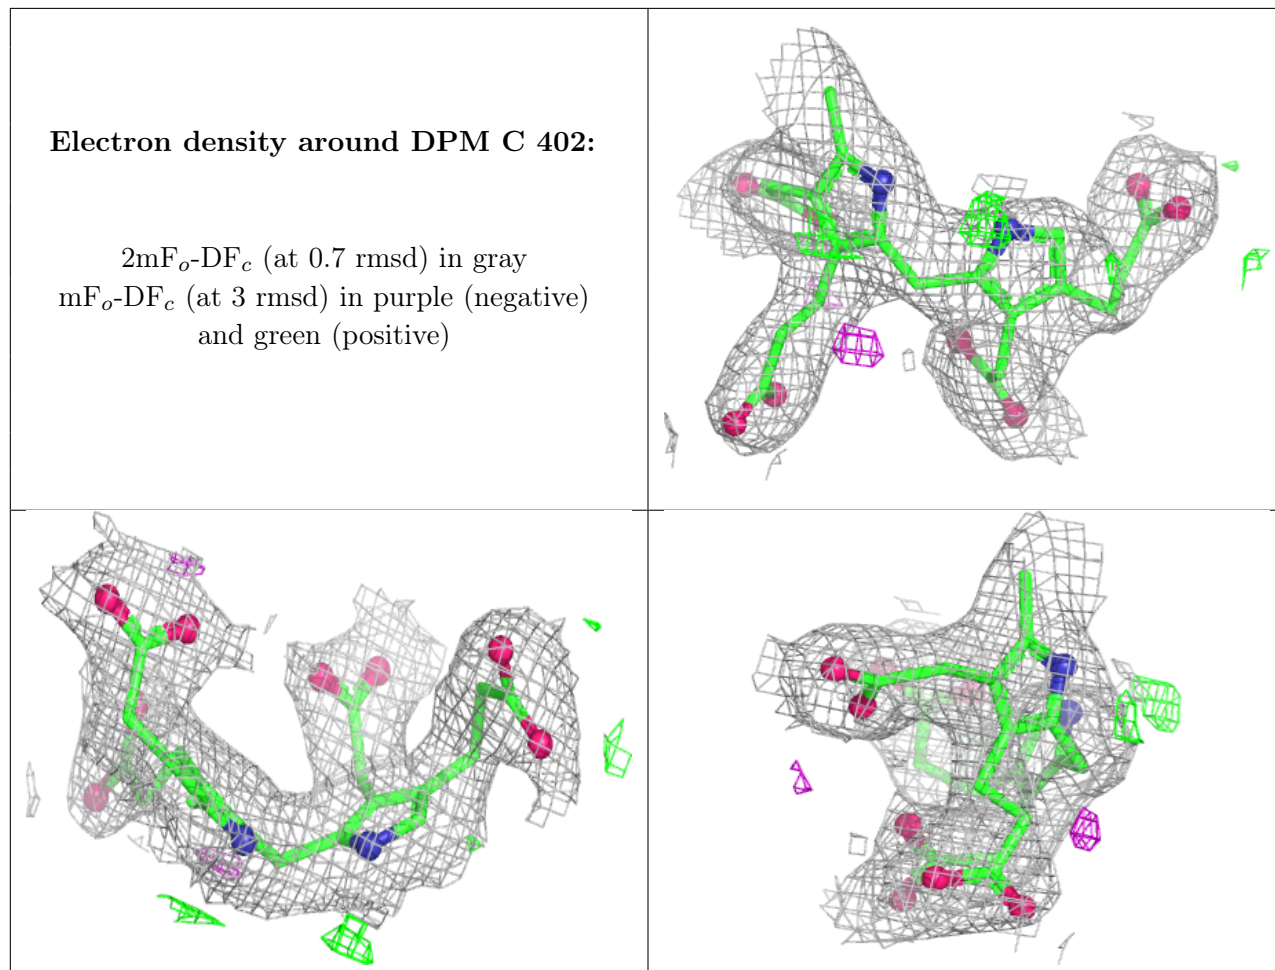 Electron density around DPM C 402:
2mFo-DFc (at 0.7 rmsd) in gray
mFo-DFc (at 3 rmsd) in purple (negative)
and green (positive)